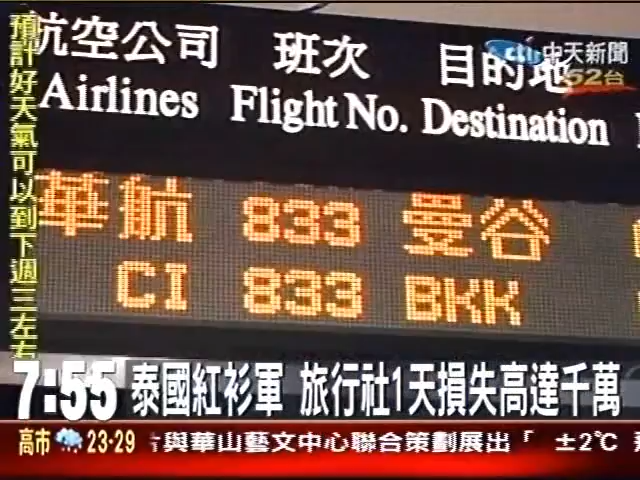 航空公司 班次 目的地
Airlines Flight No. Destination
華航 833 曼谷
CI 833 BKK
cti 中天新聞
52台
預計好天氣可以到下週三左右
7:55 泰國紅衫軍 旅行社1天損失高達千萬
高市 23-29 與華山藝文中心聯合策劃展出「 ±2℃